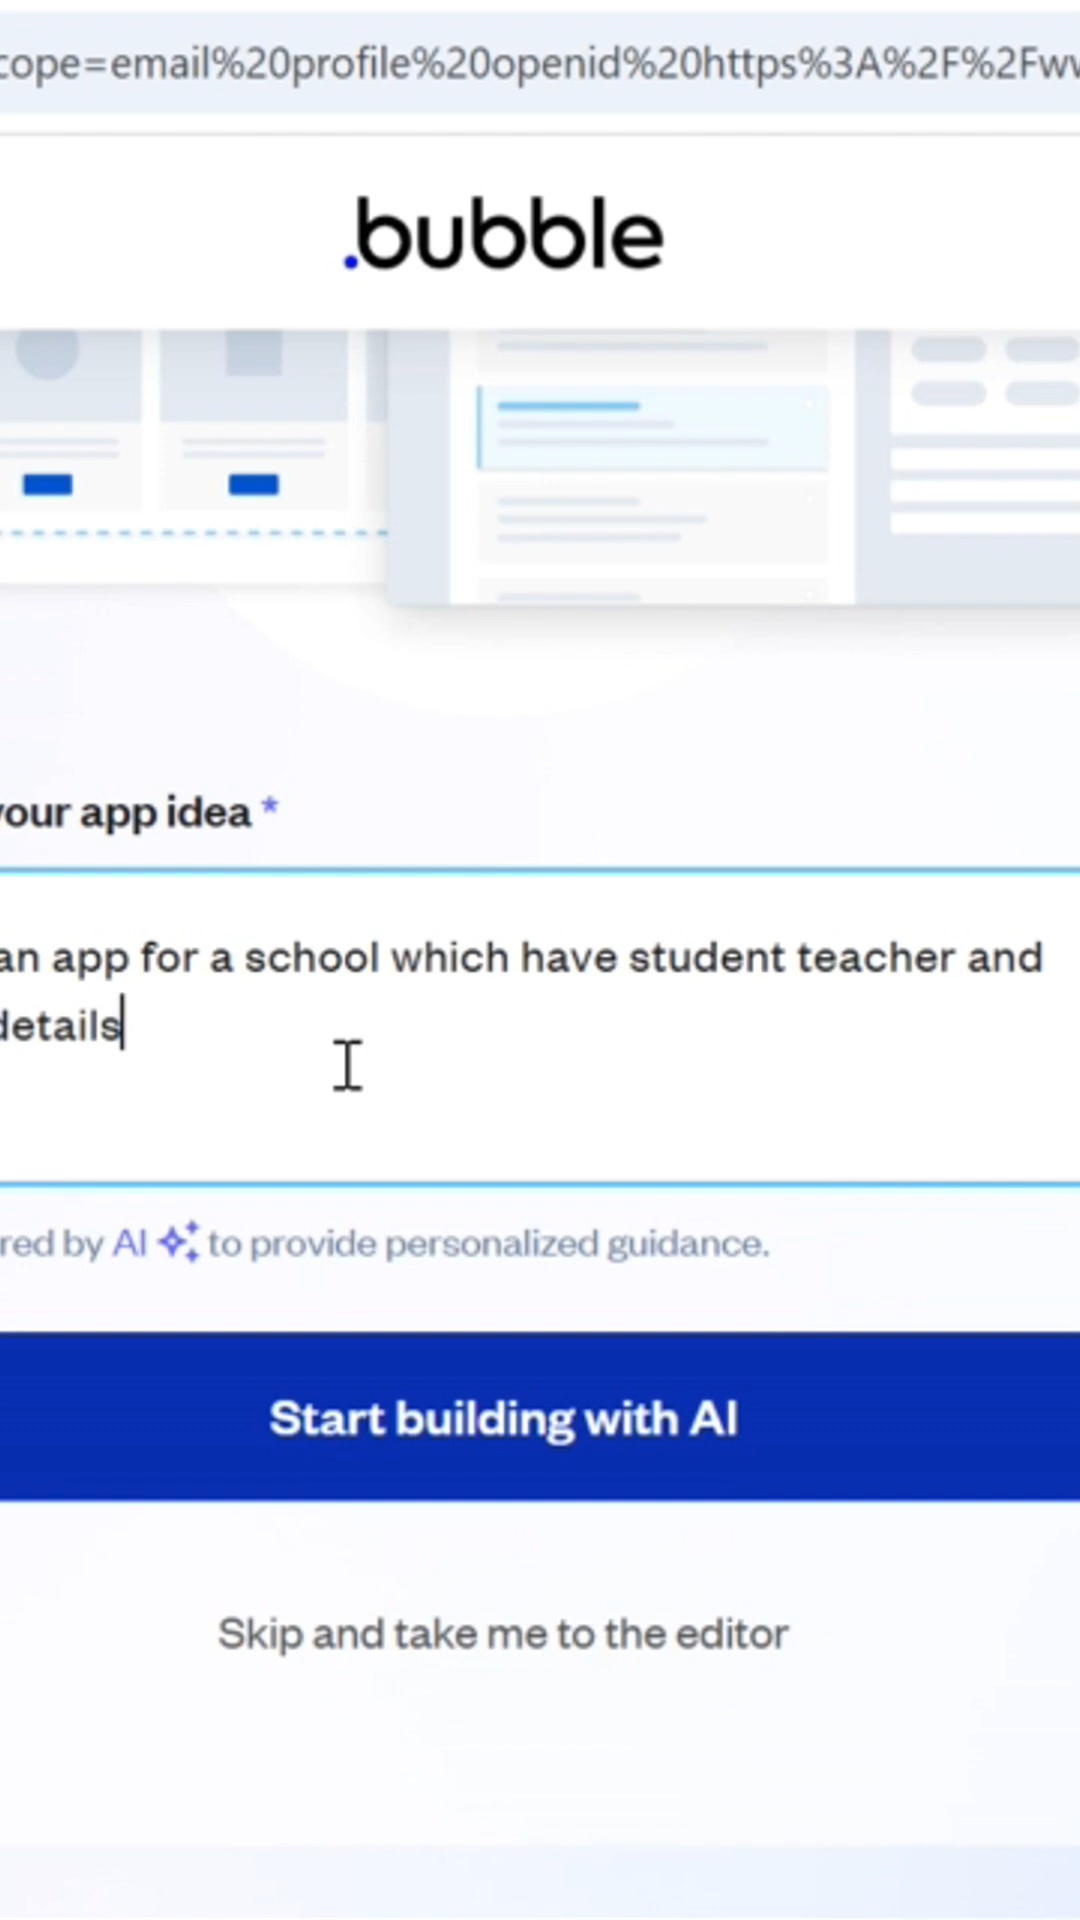 cope=email%20profile%20openid%20https%3A%2F%2Fwv
.bubble
your app idea *
an app for a school which have student teacher and
details
red by AI to provide personalized guidance.
Start building with AI
Skip and take me to the editor